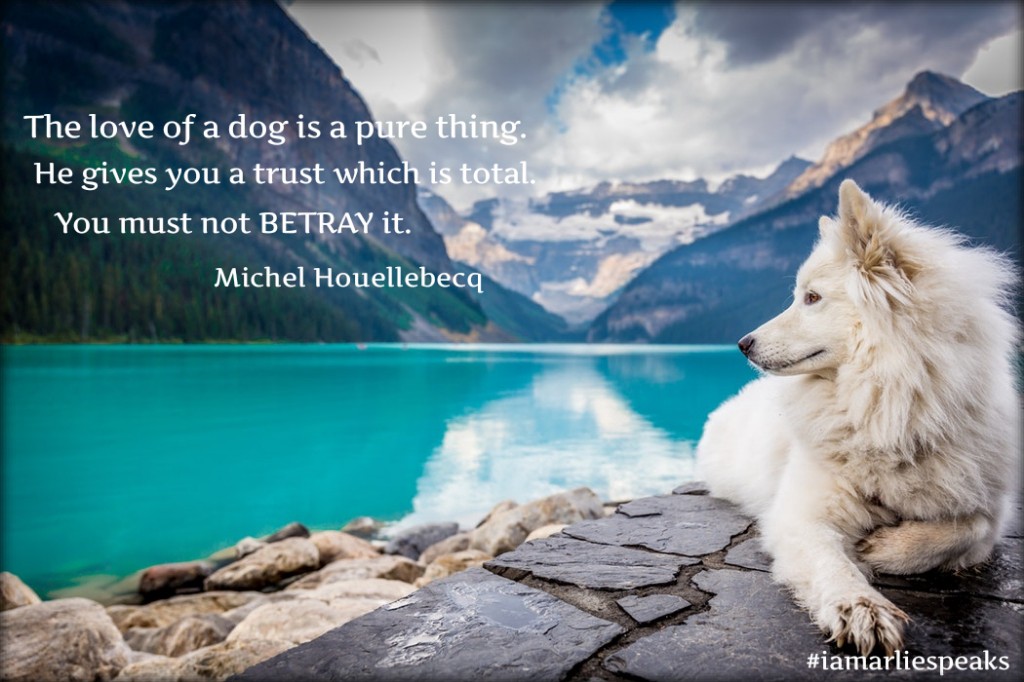 The love of a dog is a pure thing.
He gives you a trust which is total.
You must not BETRAY it.
Michel Houellebecq
#iamarliespeaks